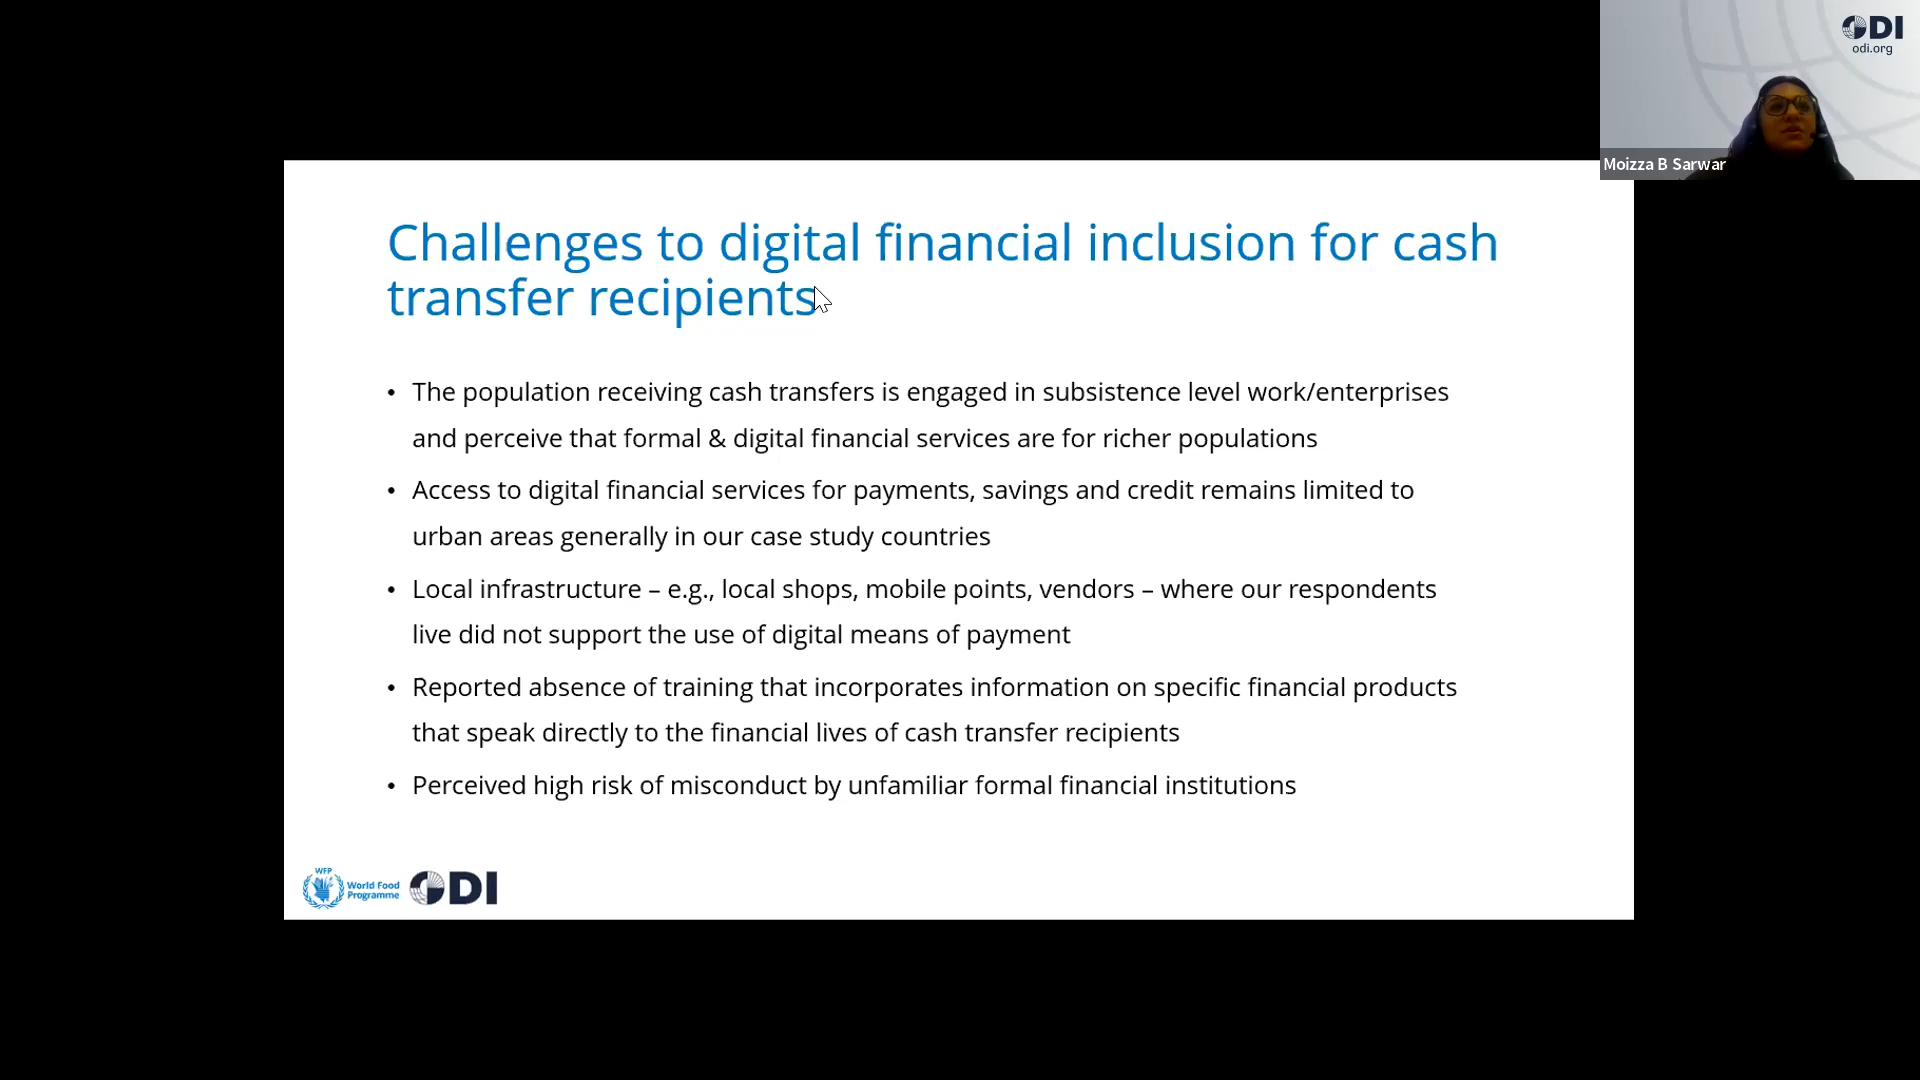 ODI
odi.org
Moizza B Sarwar
Challenges to digital financial inclusion for cash
transfer recipients
• The population receiving cash transfers is engaged in subsistence level work/enterprises
and perceive that formal & digital financial services are for richer populations
• Access to digital financial services for payments, savings and credit remains limited to
urban areas generally in our case study countries
• Local infrastructure – e.g., local shops, mobile points, vendors – where our respondents
live did not support the use of digital means of payment
• Reported absence of training that incorporates information on specific financial products
that speak directly to the financial lives of cash transfer recipients
• Perceived high risk of misconduct by unfamiliar formal financial institutions
WFP
World Food
Programme
ODI